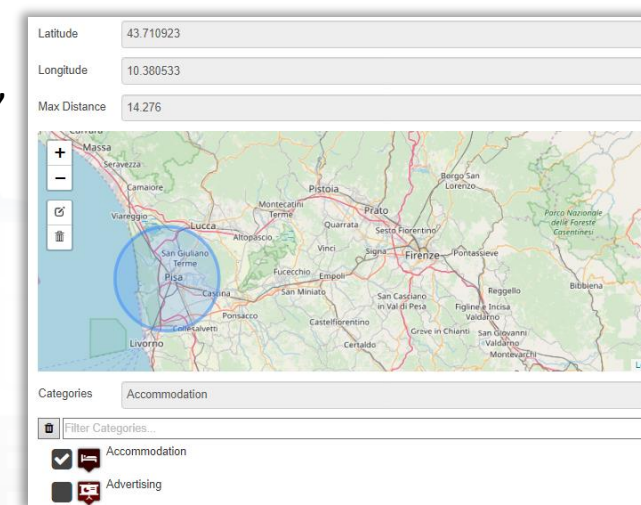 Latitude 43.710923
Longitude 10.380533
Max Distance 14.276
Massa
+
Seravezza
−
Camaiore
Borgo San
Lorenzo
Pistoia
Montecatini
Terme
Prato
Parco Nazionale
delle Foreste
Casentinesi
Viareggio
Lucca
Quarrata
Sesto Fiorentino
Altopascio
San Giuliano
Terme
Vinci
Signa
Firenze
Pontassieve
Pisa
Fucecchio
Empoli
Cascina
San Miniato
San Casciano
in Val di Pesa
Reggello
Bibbiena
Ponsacco
Figline e Incisa
Valdarno
Castelfiorentino
Collesalvetti
Greve in Chianti
San Giovanni
Valdarno
Livorno
Certaldo
Montevarchi
Categories Accommodation
Filter Categories...
Accommodation
Advertising